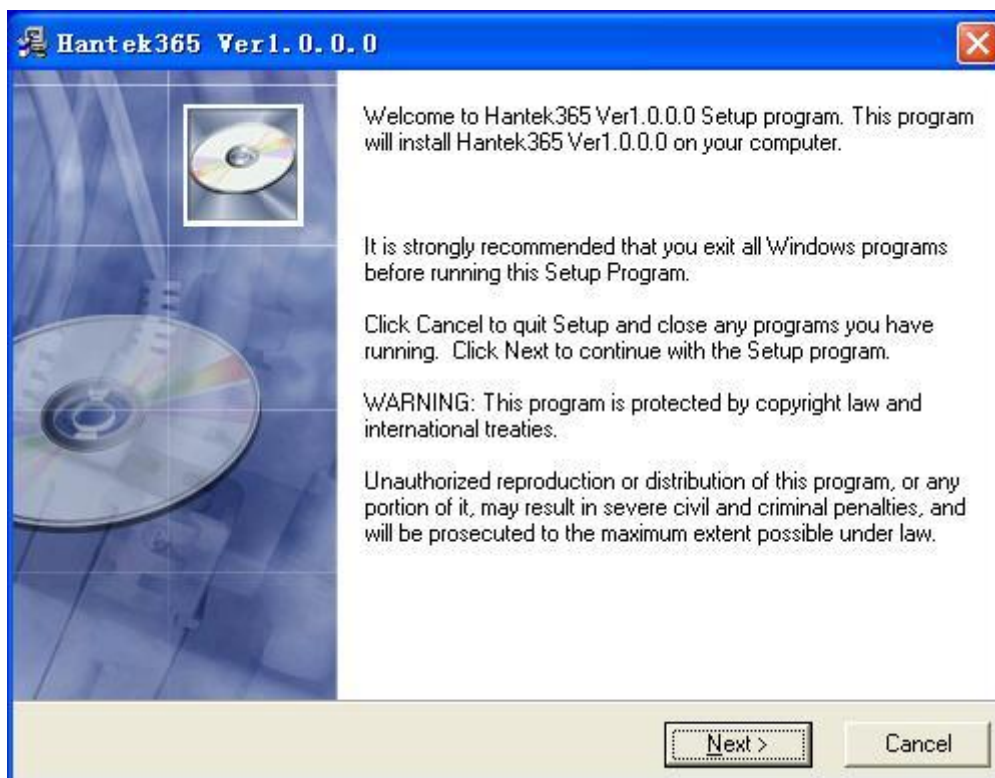 Hantek365 Ver1.0.0.0
Welcome to Hantek365 Ver1.0.0.0 Setup program. This program
will install Hantek365 Ver1.0.0.0 on your computer.
It is strongly recommended that you exit all Windows programs
before running this Setup Program.
Click Cancel to quit Setup and close any programs you have
running.  Click Next to continue with the Setup program.
WARNING: This program is protected by copyright law and
international treaties.
Unauthorized reproduction or distribution of this program, or any
portion of it, may result in severe civil and criminal penalties, and
will be prosecuted to the maximum extent possible under law.
Next >
Cancel